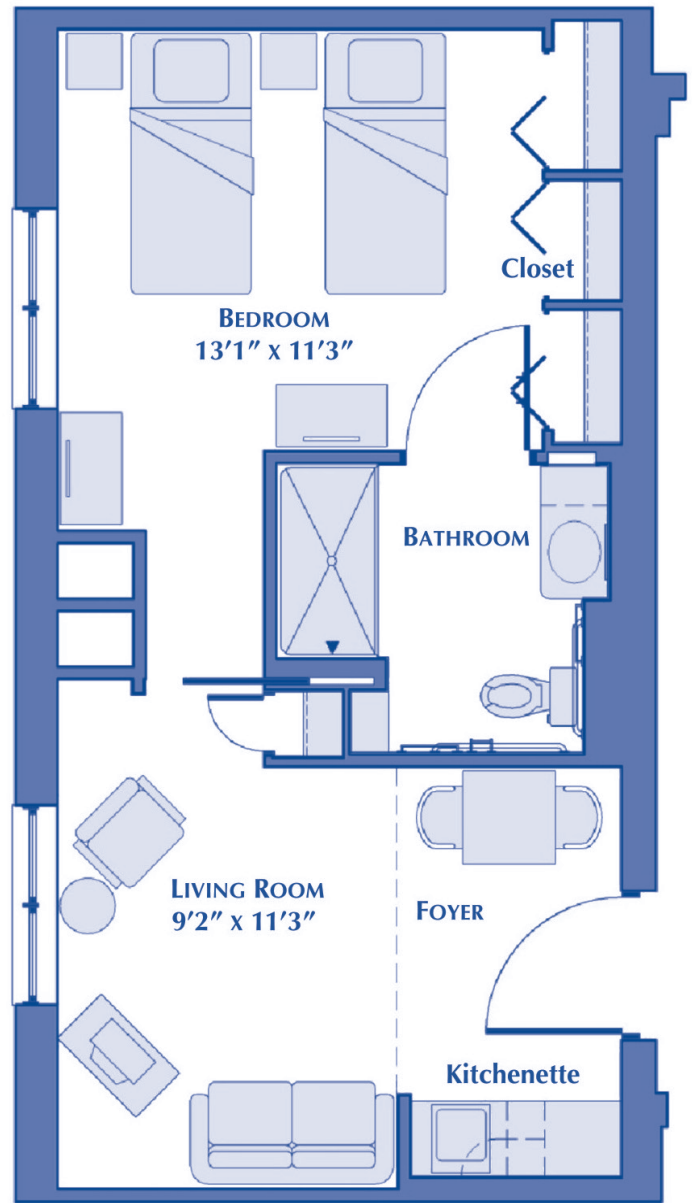 Closet
BEDROOM
13'1" X 11'3"
BATHROOM
LIVING ROOM
9'2" X 11'3"
FOYER
Kitchenette